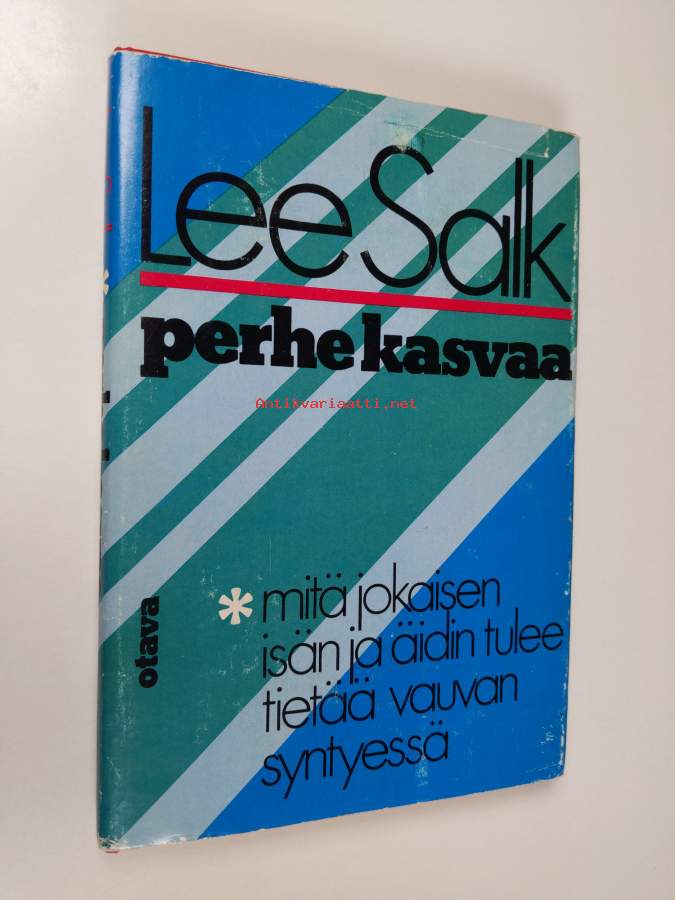 Lee Salk
perhe kasvaa
Antikvariaatti.net
* mitä jokaisen
isän ja äidin tulee
tietää vauvan
syntyessä
otava